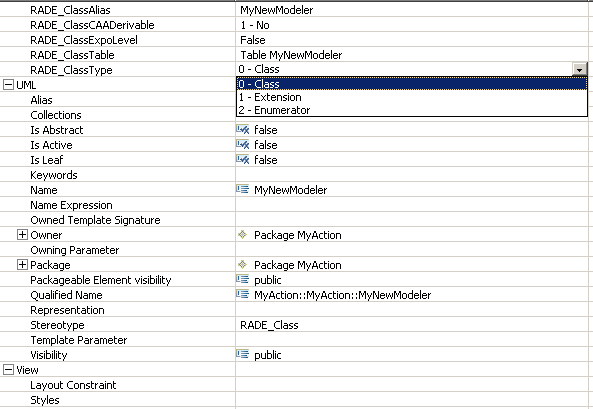 RADE_ClassAlias MyNewModeler
RADE_ClassCAADerivable 1 - No
RADE_ClassExpoLevel False
RADE_ClassTable Table MyNewModeler
RADE_ClassType 0 - Class
UML 0 - Class
Alias 1 - Extension
Collections 2 - Enumerator
Is Abstract false
Is Active false
Is Leaf false
Keywords
Name MyNewModeler
Name Expression
Owned Template Signature
Owner Package MyAction
Owning Parameter
Package Package MyAction
Packageable Element visibility public
Qualified Name MyAction::MyAction::MyNewModeler
Representation
Stereotype RADE_Class
Template Parameter
Visibility public
View
Layout Constraint
Styles